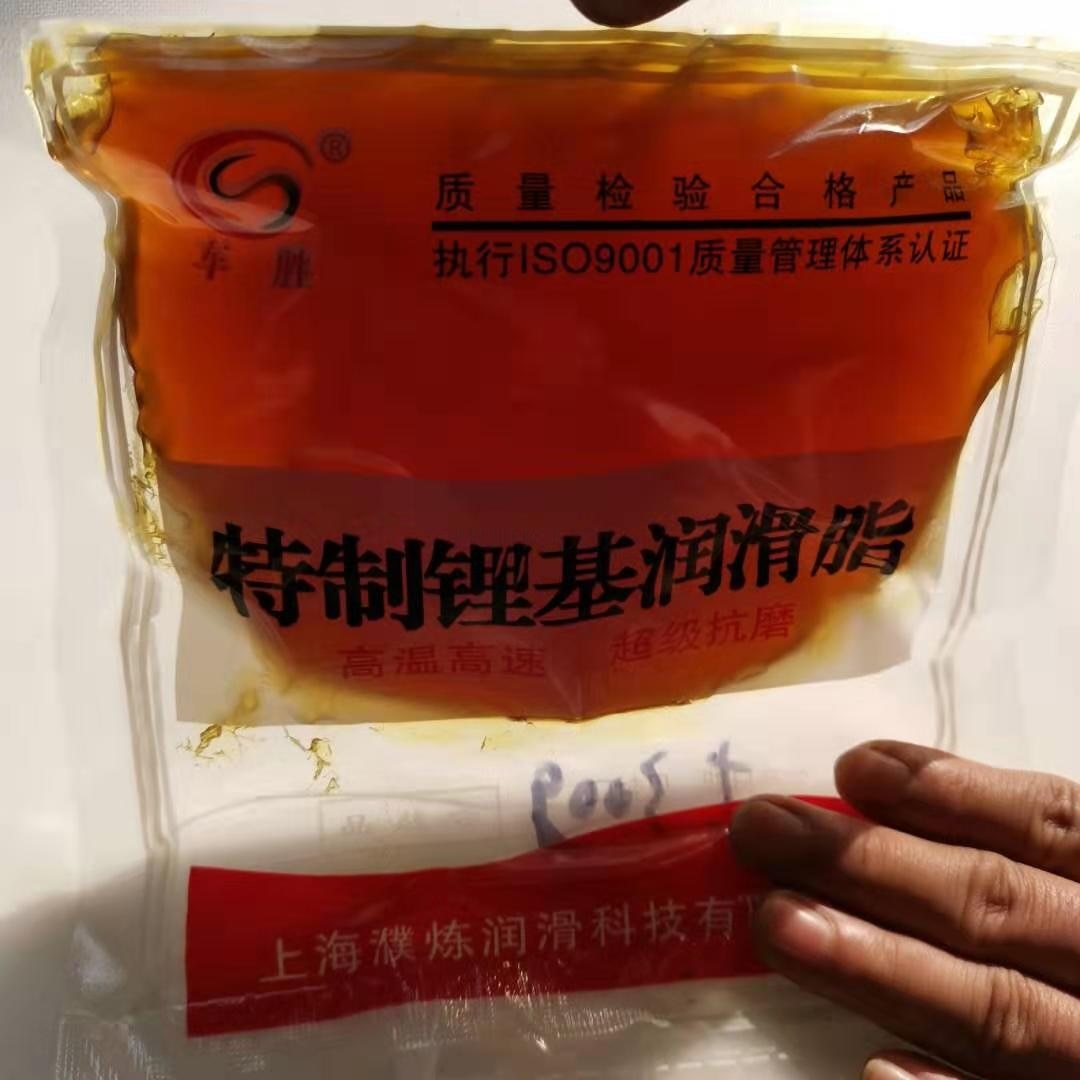 ®
车胜
质量检验合格产品
执行ISO9001质量管理体系认证
特制锂基润滑脂
高温高速 超级抗磨
上海濮炼润滑科技有